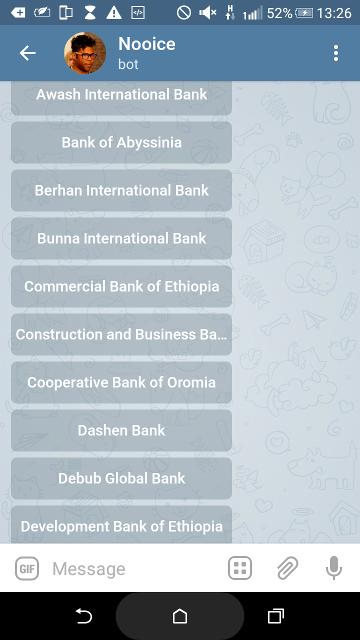 52% 13:26
Nooice
bot
Awash International Bank
Bank of Abyssinia
Berhan International Bank
Bunna International Bank
Commercial Bank of Ethiopia
Construction and Business Ba...
Cooperative Bank of Oromia
Dashen Bank
Debub Global Bank
Development Bank of Ethiopia
GIF Message